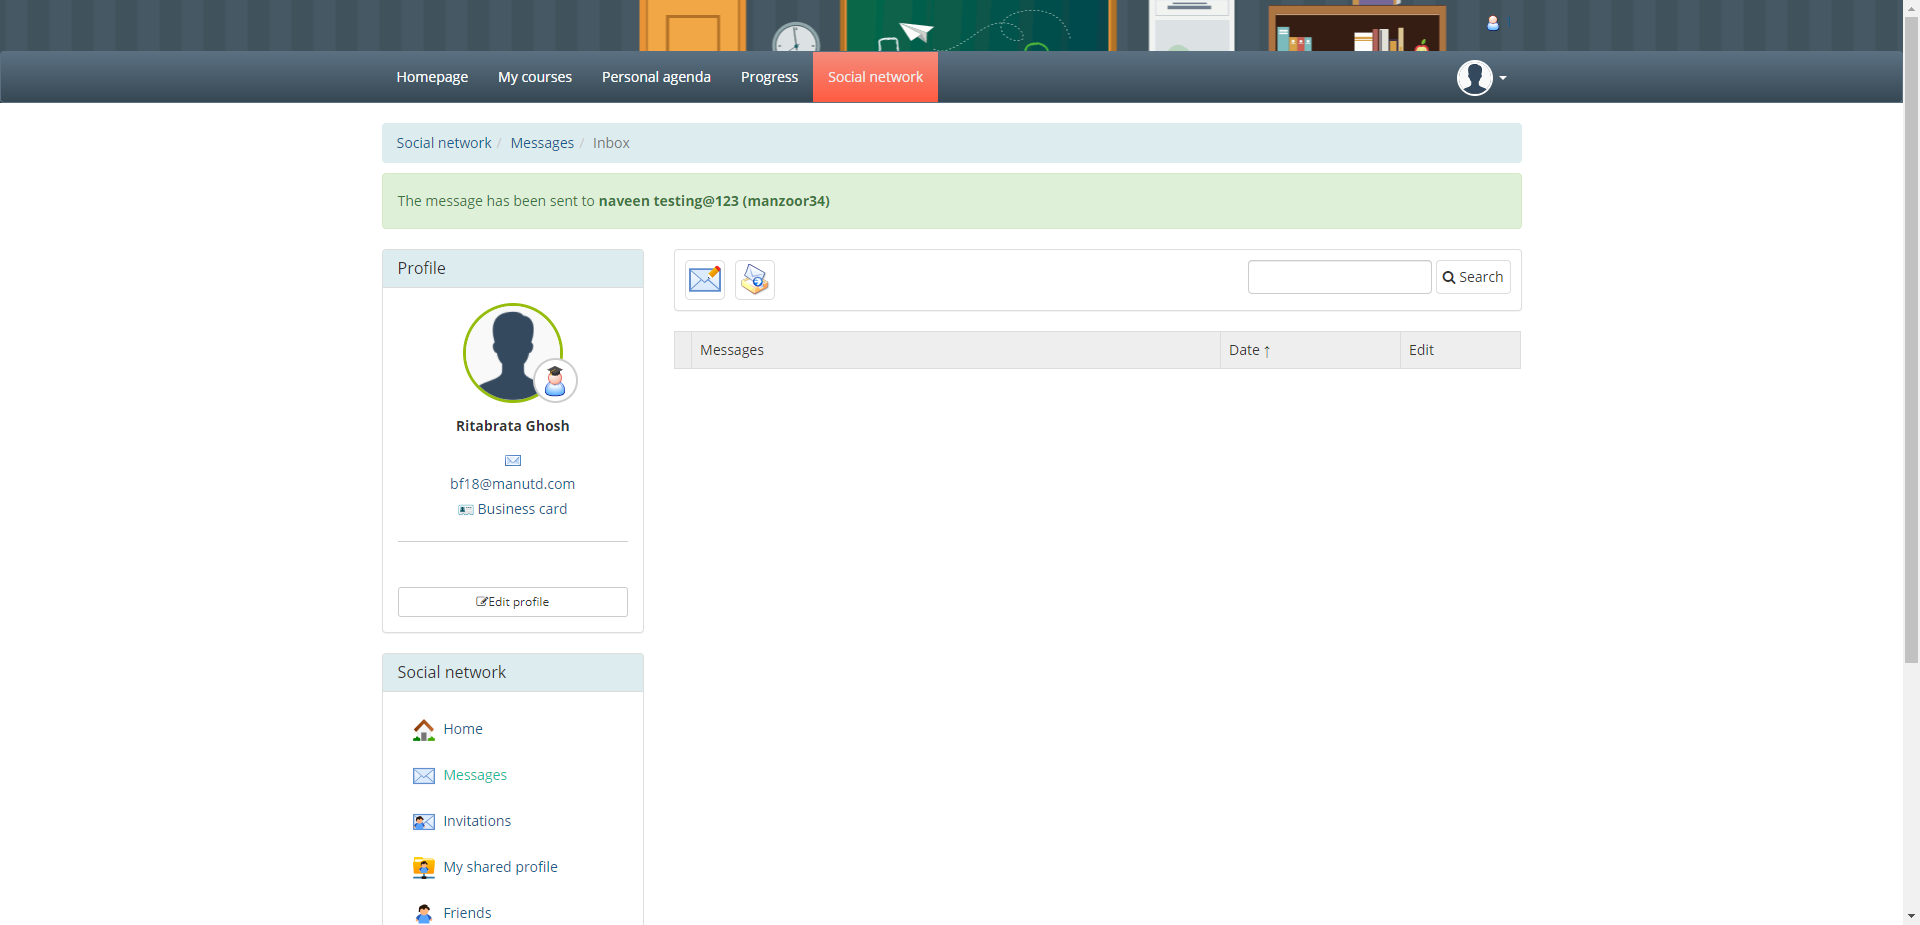 Homepage My courses Personal agenda Progress Social network
Social network / Messages / Inbox
The message has been sent to naveen testing@123 (manzoor34)
Profile
Ritabrata Ghosh
bf18@manutd.com
Business card
Edit profile
Search
Messages Date ↑ Edit
Social network
Home
Messages
Invitations
My shared profile
Friends